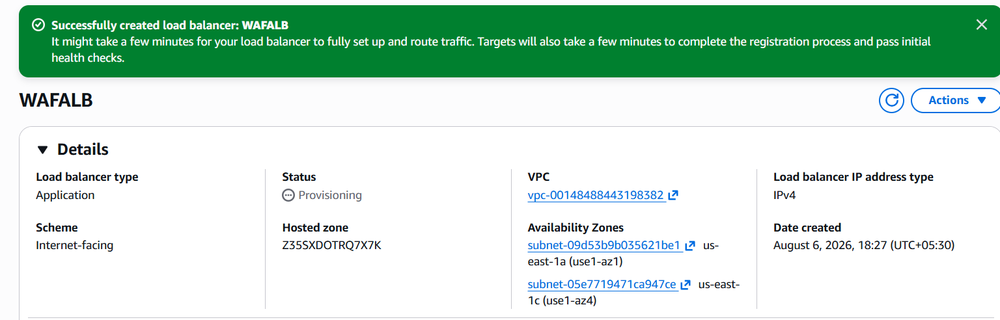 Successfully created load balancer: WAFALB
It might take a few minutes for your load balancer to fully set up and route traffic. Targets will also take a few minutes to complete the registration process and pass initial
health checks.
WAFALB
Actions
Details
Load balancer type
Application
Status
Provisioning
VPC
vpc-00148488443198382
Load balancer IP address type
IPv4
Scheme
Internet-facing
Hosted zone
Z35SXDOTRQ7X7K
Availability Zones
subnet-09d53b9b035621be1 us-
east-1a (use1-az1)
subnet-05e7719471ca947ce us-east-
1c (use1-az4)
Date created
August 6, 2026, 18:27 (UTC+05:30)